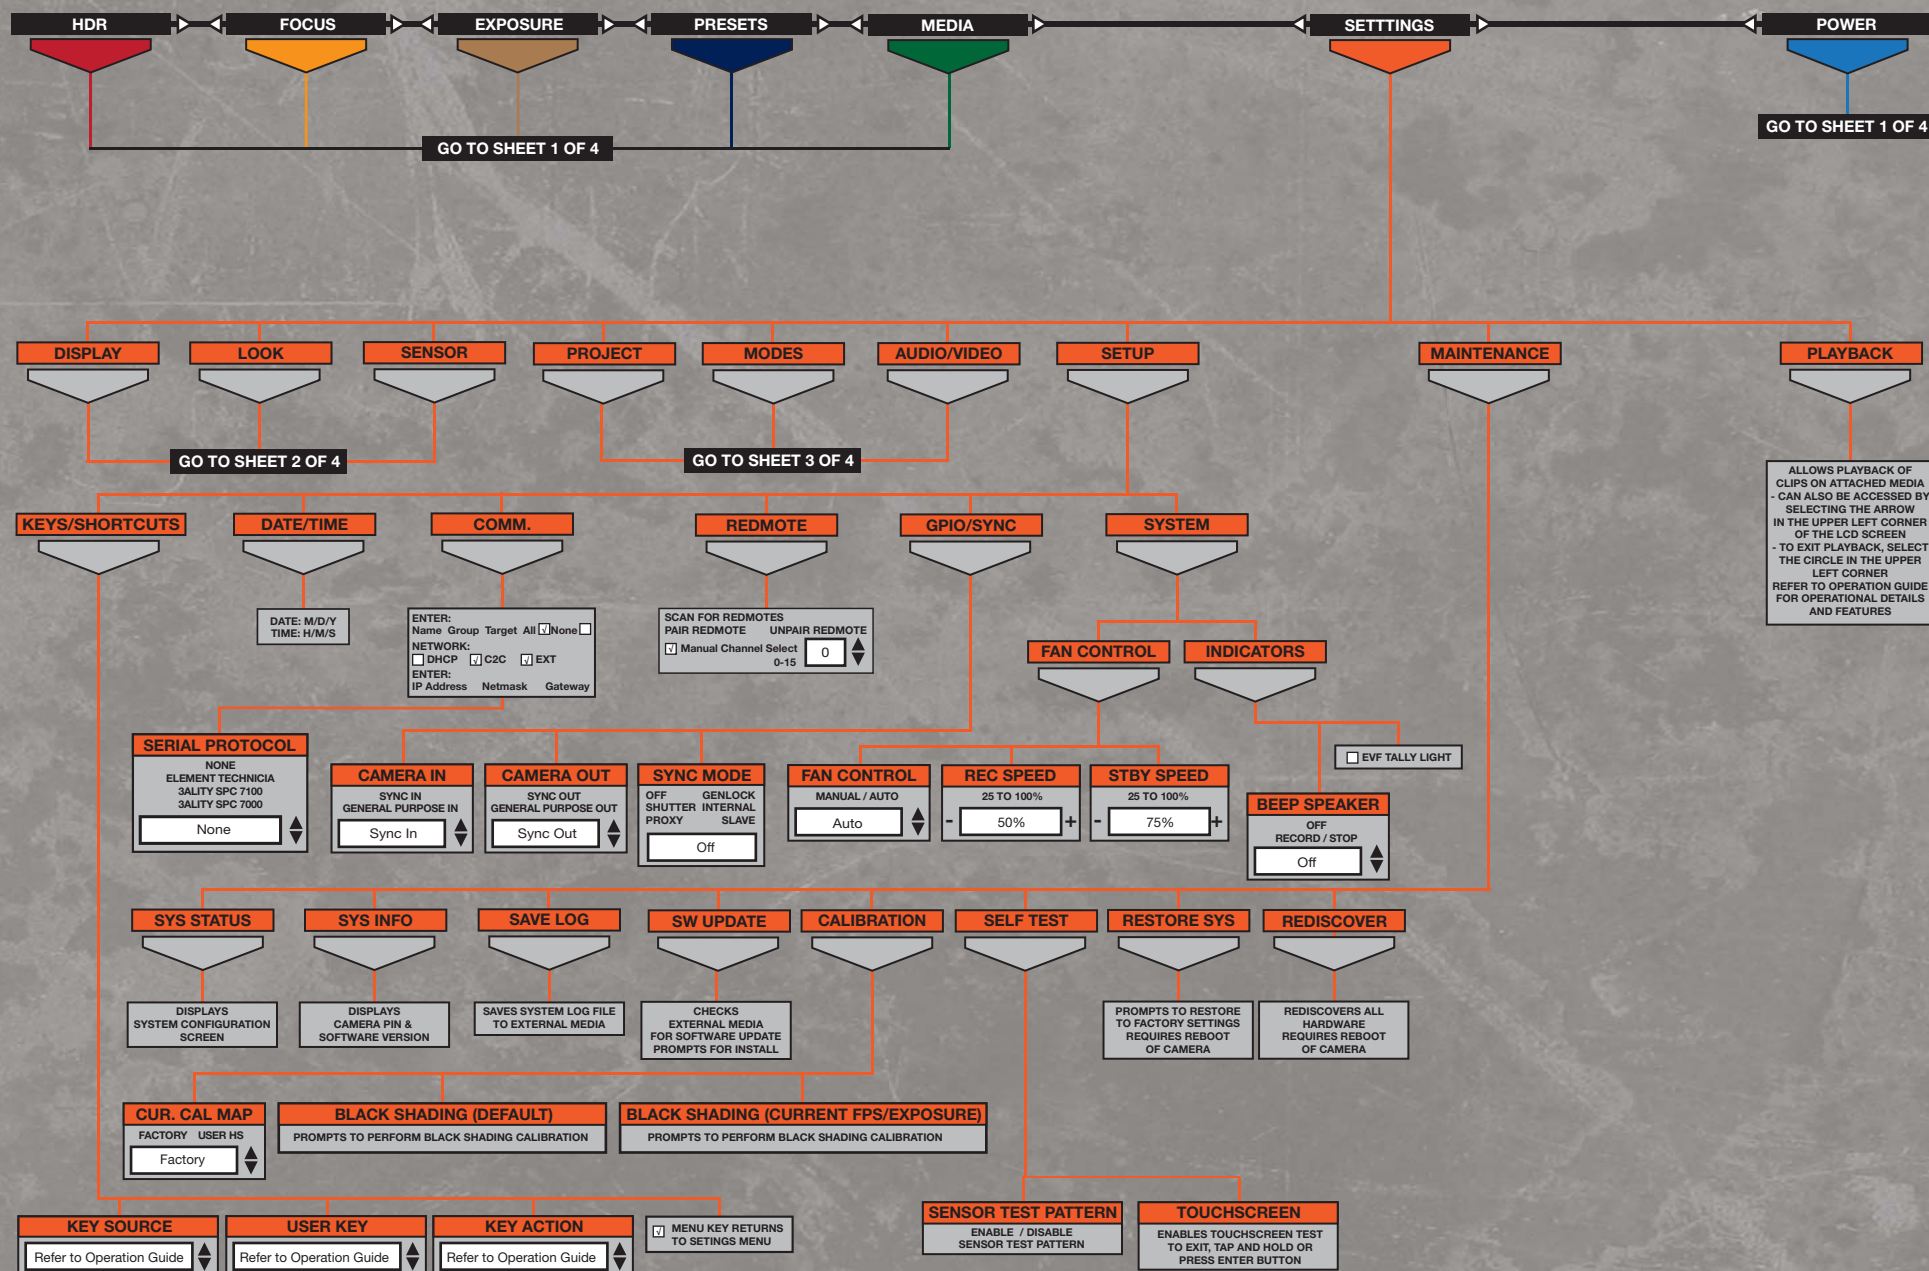 HDR
FOCUS
EXPOSURE
PRESETS
MEDIA
SETTTINGS
POWER
GO TO SHEET 1 OF 4
GO TO SHEET 1 OF 4
DISPLAY
LOOK
SENSOR
PROJECT
MODES
AUDIO/VIDEO
SETUP
MAINTENANCE
PLAYBACK
GO TO SHEET 2 OF 4
GO TO SHEET 3 OF 4
ALLOWS PLAYBACK OF
CLIPS ON ATTACHED MEDIA
- CAN ALSO BE ACCESSED BY
SELECTING THE ARROW
IN THE UPPER LEFT CORNER
OF THE LCD SCREEN
- TO EXIT PLAYBACK, SELECT
THE CIRCLE IN THE UPPER
LEFT CORNER
REFER TO OPERATION GUIDE
FOR OPERATIONAL DETAILS
AND FEATURES
KEYS/SHORTCUTS
DATE/TIME
COMM.
REDMOTE
GPIO/SYNC
SYSTEM
DATE: M/D/Y
TIME: H/M/S
ENTER:
Name Group Target All √ None
NETWORK:
DHCP √ C2C √ EXT
ENTER:
IP Address Netmask Gateway
SCAN FOR REDMOTES
PAIR REDMOTE UNPAIR REDMOTE
√ Manual Channel Select
0-15
0
FAN CONTROL
INDICATORS
SERIAL PROTOCOL
NONE
ELEMENT TECHNICIA
3ALITY SPC 7100
3ALITY SPC 7000
None
CAMERA IN
SYNC IN
GENERAL PURPOSE IN
Sync In
CAMERA OUT
SYNC OUT
GENERAL PURPOSE OUT
Sync Out
SYNC MODE
OFF GENLOCK
SHUTTER INTERNAL
PROXY SLAVE
Off
FAN CONTROL
MANUAL / AUTO
Auto
REC SPEED
25 TO 100%
- 50% +
STBY SPEED
25 TO 100%
- 75% +
EVF TALLY LIGHT
BEEP SPEAKER
OFF
RECORD / STOP
Off
SYS STATUS
SYS INFO
SAVE LOG
SW UPDATE
CALIBRATION
SELF TEST
RESTORE SYS
REDISCOVER
DISPLAYS
SYSTEM CONFIGURATION
SCREEN
DISPLAYS
CAMERA PIN &
SOFTWARE VERSION
SAVES SYSTEM LOG FILE
TO EXTERNAL MEDIA
CHECKS
EXTERNAL MEDIA
FOR SOFTWARE UPDATE
PROMPTS FOR INSTALL
PROMPTS TO RESTORE
TO FACTORY SETTINGS
REQUIRES REBOOT
OF CAMERA
REDISCOVERS ALL
HARDWARE
REQUIRES REBOOT
OF CAMERA
CUR. CAL MAP
FACTORY USER HS
Factory
BLACK SHADING (DEFAULT)
PROMPTS TO PERFORM BLACK SHADING CALIBRATION
BLACK SHADING (CURRENT FPS/EXPOSURE)
PROMPTS TO PERFORM BLACK SHADING CALIBRATION
KEY SOURCE
Refer to Operation Guide
USER KEY
Refer to Operation Guide
KEY ACTION
Refer to Operation Guide
√ MENU KEY RETURNS
TO SETINGS MENU
SENSOR TEST PATTERN
ENABLE / DISABLE
SENSOR TEST PATTERN
TOUCHSCREEN
ENABLES TOUCHSCREEN TEST
TO EXIT, TAP AND HOLD OR
PRESS ENTER BUTTON